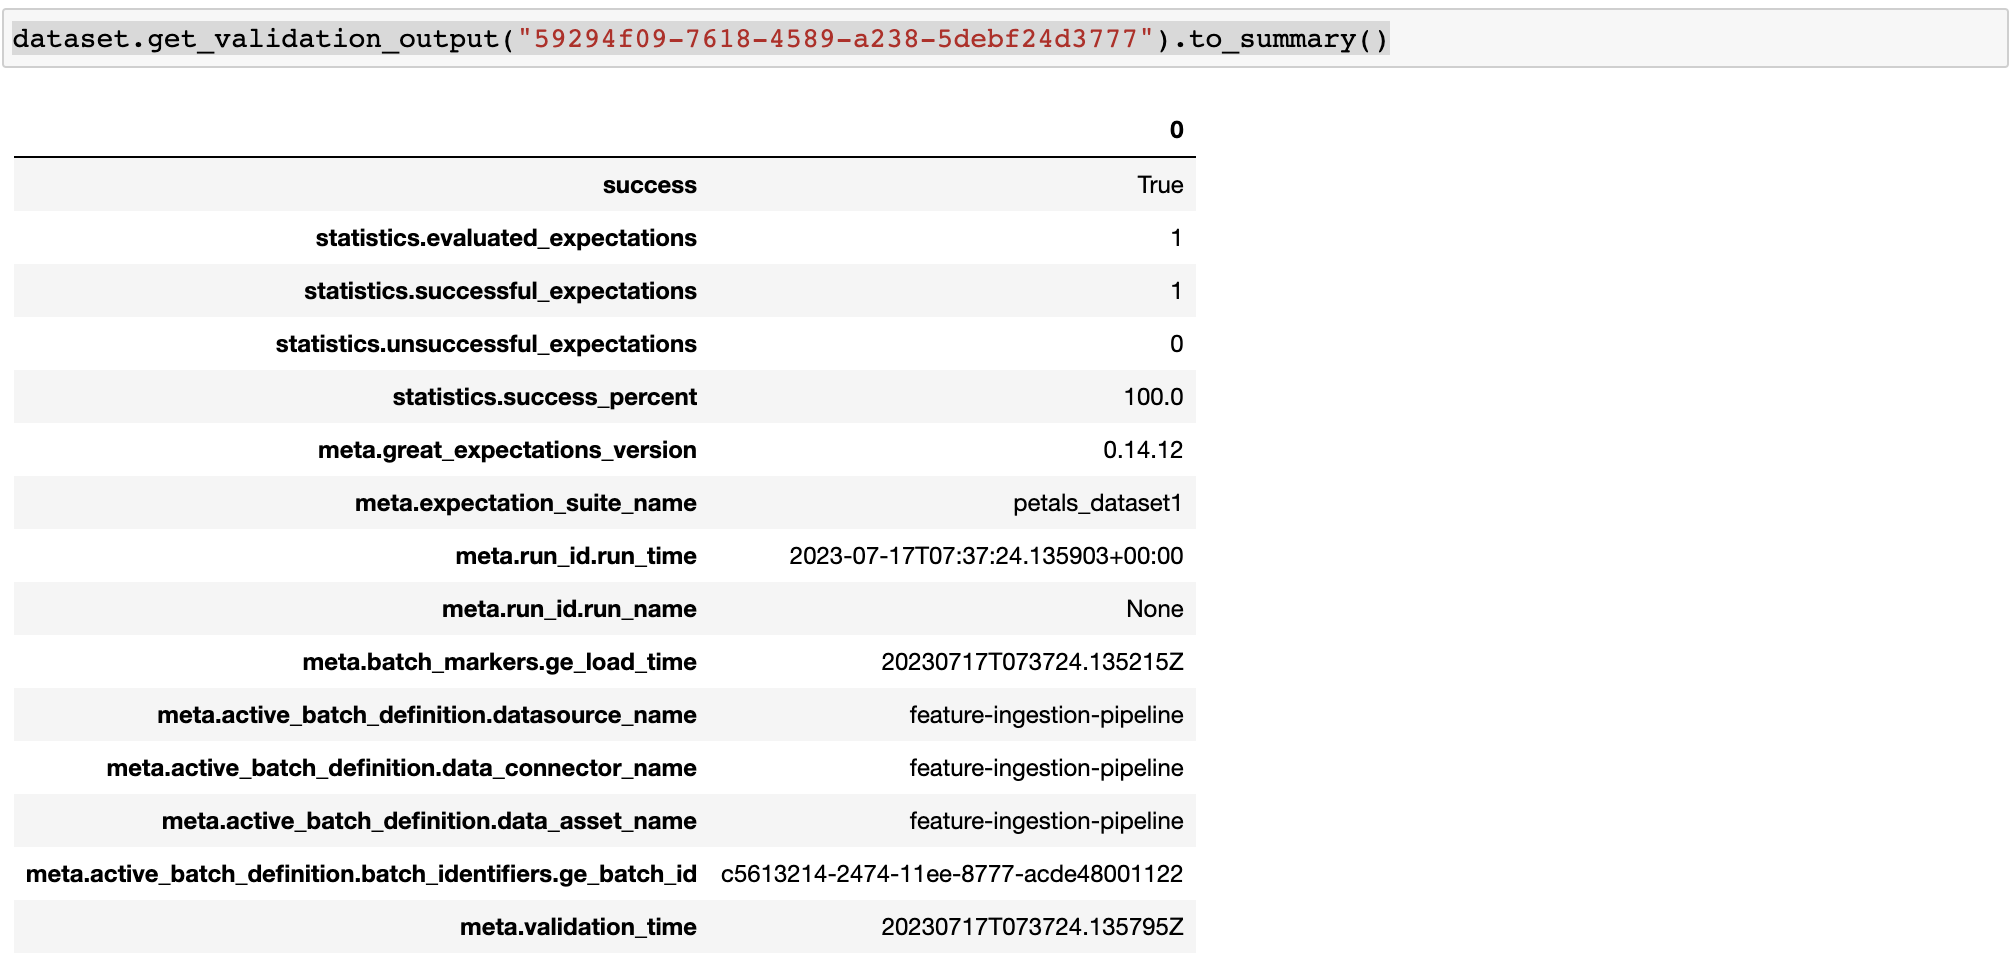 dataset.get_validation_output("59294f09-7618-4589-a238-5debf24d3777").to_summary()
0
success True
statistics.evaluated_expectations 1
statistics.successful_expectations 1
statistics.unsuccessful_expectations 0
statistics.success_percent 100.0
meta.great_expectations_version 0.14.12
meta.expectation_suite_name petals_dataset1
meta.run_id.run_time 2023-07-17T07:37:24.135903+00:00
meta.run_id.run_name None
meta.batch_markers.ge_load_time 20230717T073724.135215Z
meta.active_batch_definition.datasource_name feature-ingestion-pipeline
meta.active_batch_definition.data_connector_name feature-ingestion-pipeline
meta.active_batch_definition.data_asset_name feature-ingestion-pipeline
meta.active_batch_definition.batch_identifiers.ge_batch_id c5613214-2474-11ee-8777-acde48001122
meta.validation_time 20230717T073724.135795Z